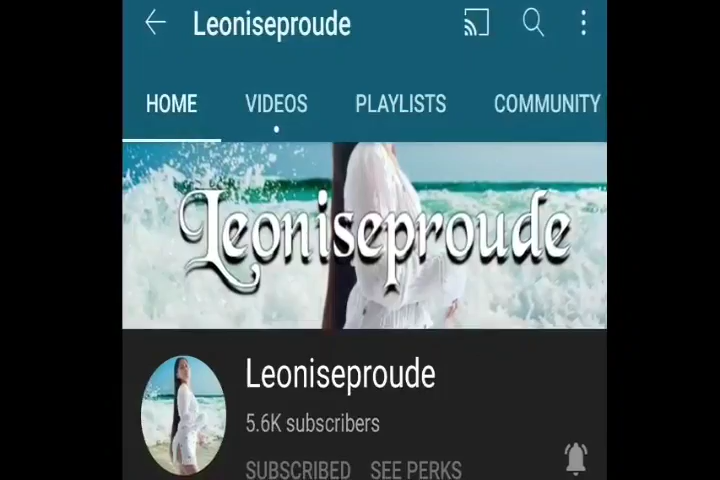 Leoniseproude
HOME VIDEOS PLAYLISTS COMMUNITY
Leoniseproude
Leoniseproude
5.6K subscribers
SUBSCRIBED SEE PERKS